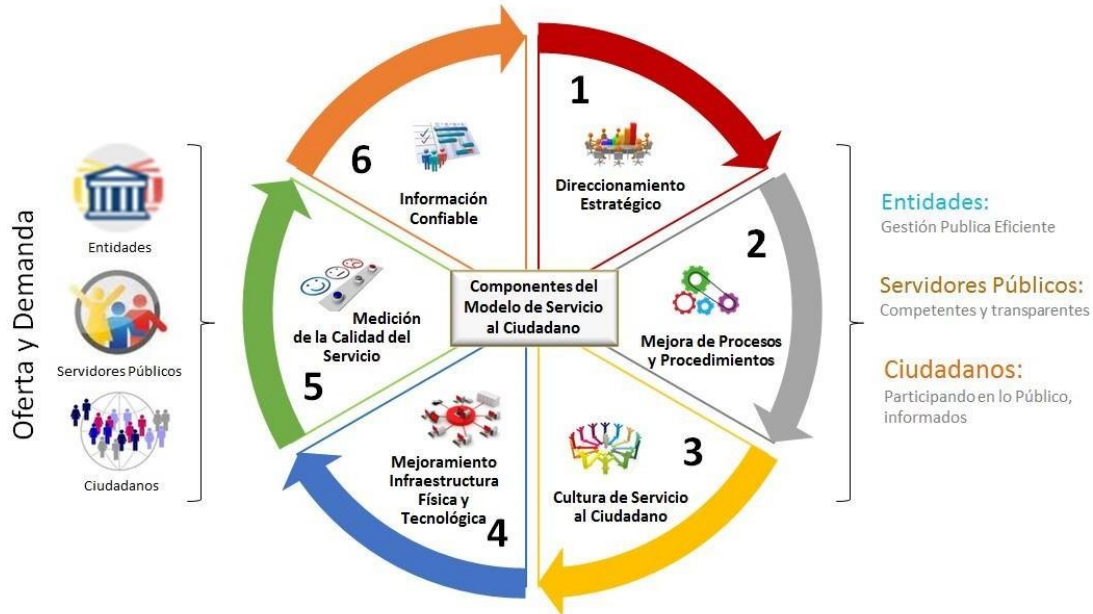 Oferta y Demanda
Entidades
Servidores Públicos
Ciudadanos
Componentes del
Modelo de Servicio
al Ciudadano
1
Direccionamiento
Estratégico
2
Mejora de Procesos
y Procedimientos
3
Cultura de Servicio
al Ciudadano
Mejoramiento
Infraestructura
Física y
Tecnológica
4
Medición
de la Calidad del
Servicio
5
6
Información
Confiable
Entidades:
Gestión Publica Eficiente
Servidores Públicos:
Competentes y transparentes
Ciudadanos:
Participando en lo Público,
informados